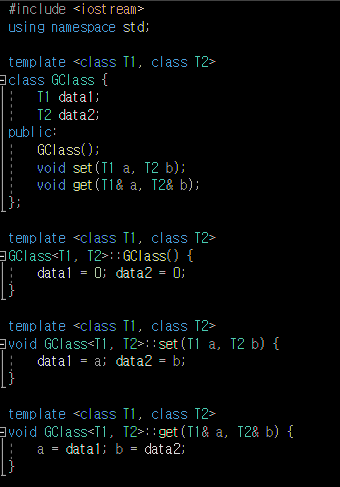 #include <iostream>
using namespace std;
template <class T1, class T2>
class GClass {
T1 data1;
T2 data2;
public:
GClass();
void set(T1 a, T2 b);
void get(T1& a, T2& b);
};
template <class T1, class T2>
GClass<T1, T2>::GClass() {
data1 = 0; data2 = 0;
}
template <class T1, class T2>
void GClass<T1, T2>::set(T1 a, T2 b) {
data1 = a; data2 = b;
}
template <class T1, class T2>
void GClass<T1, T2>::get(T1& a, T2& b) {
a = data1; b = data2;
}